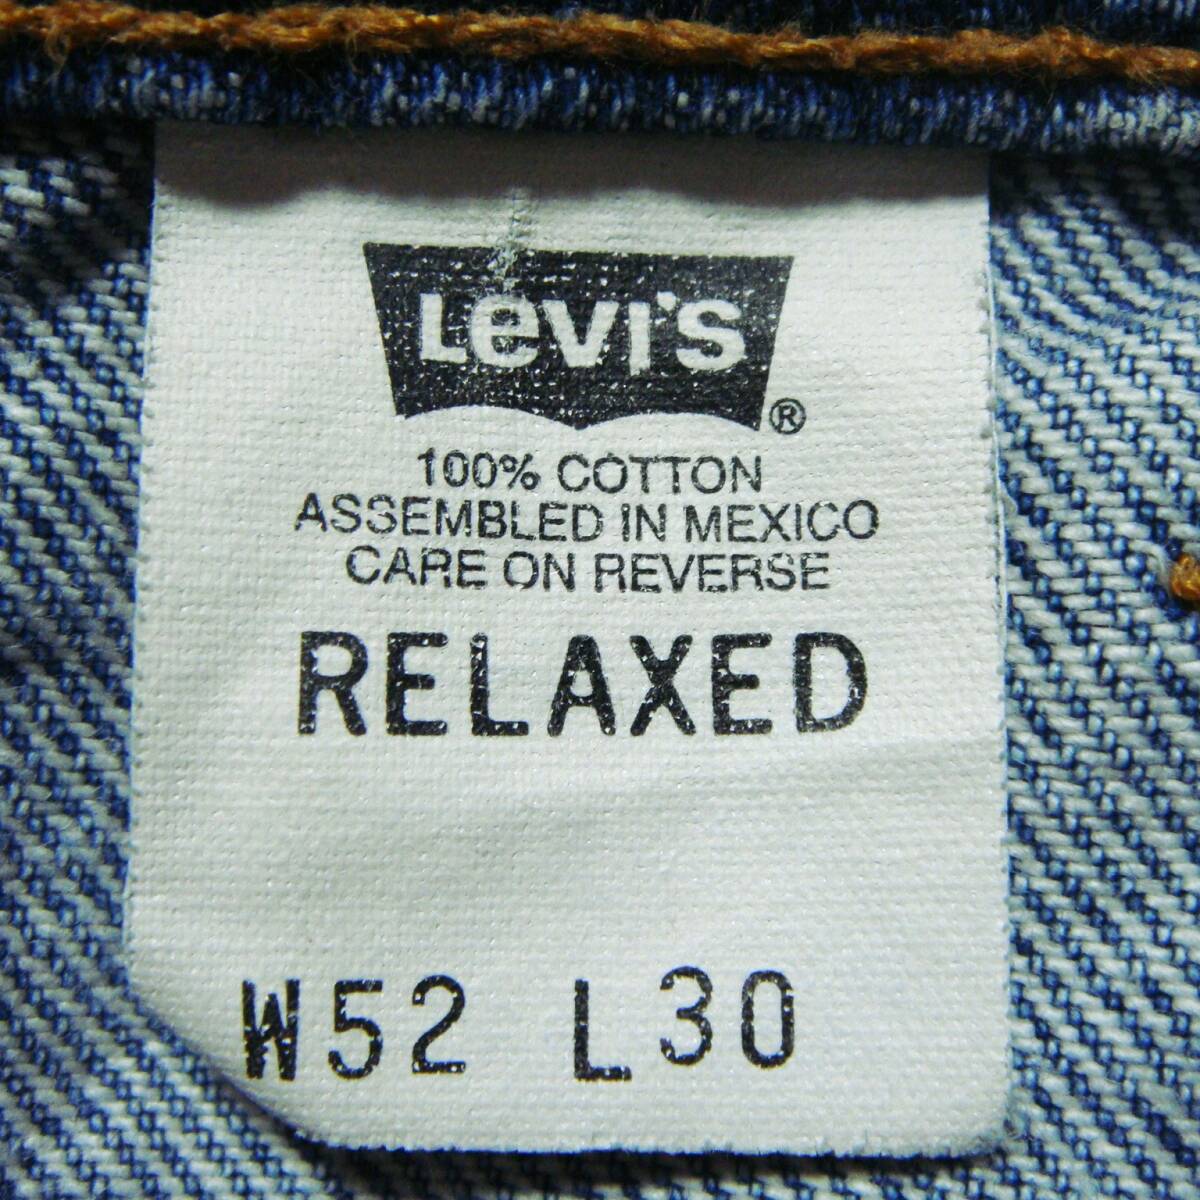 Levi's ®
100% COTTON
ASSEMBLED IN MEXICO
CARE ON REVERSE
RELAXED
W52 L30